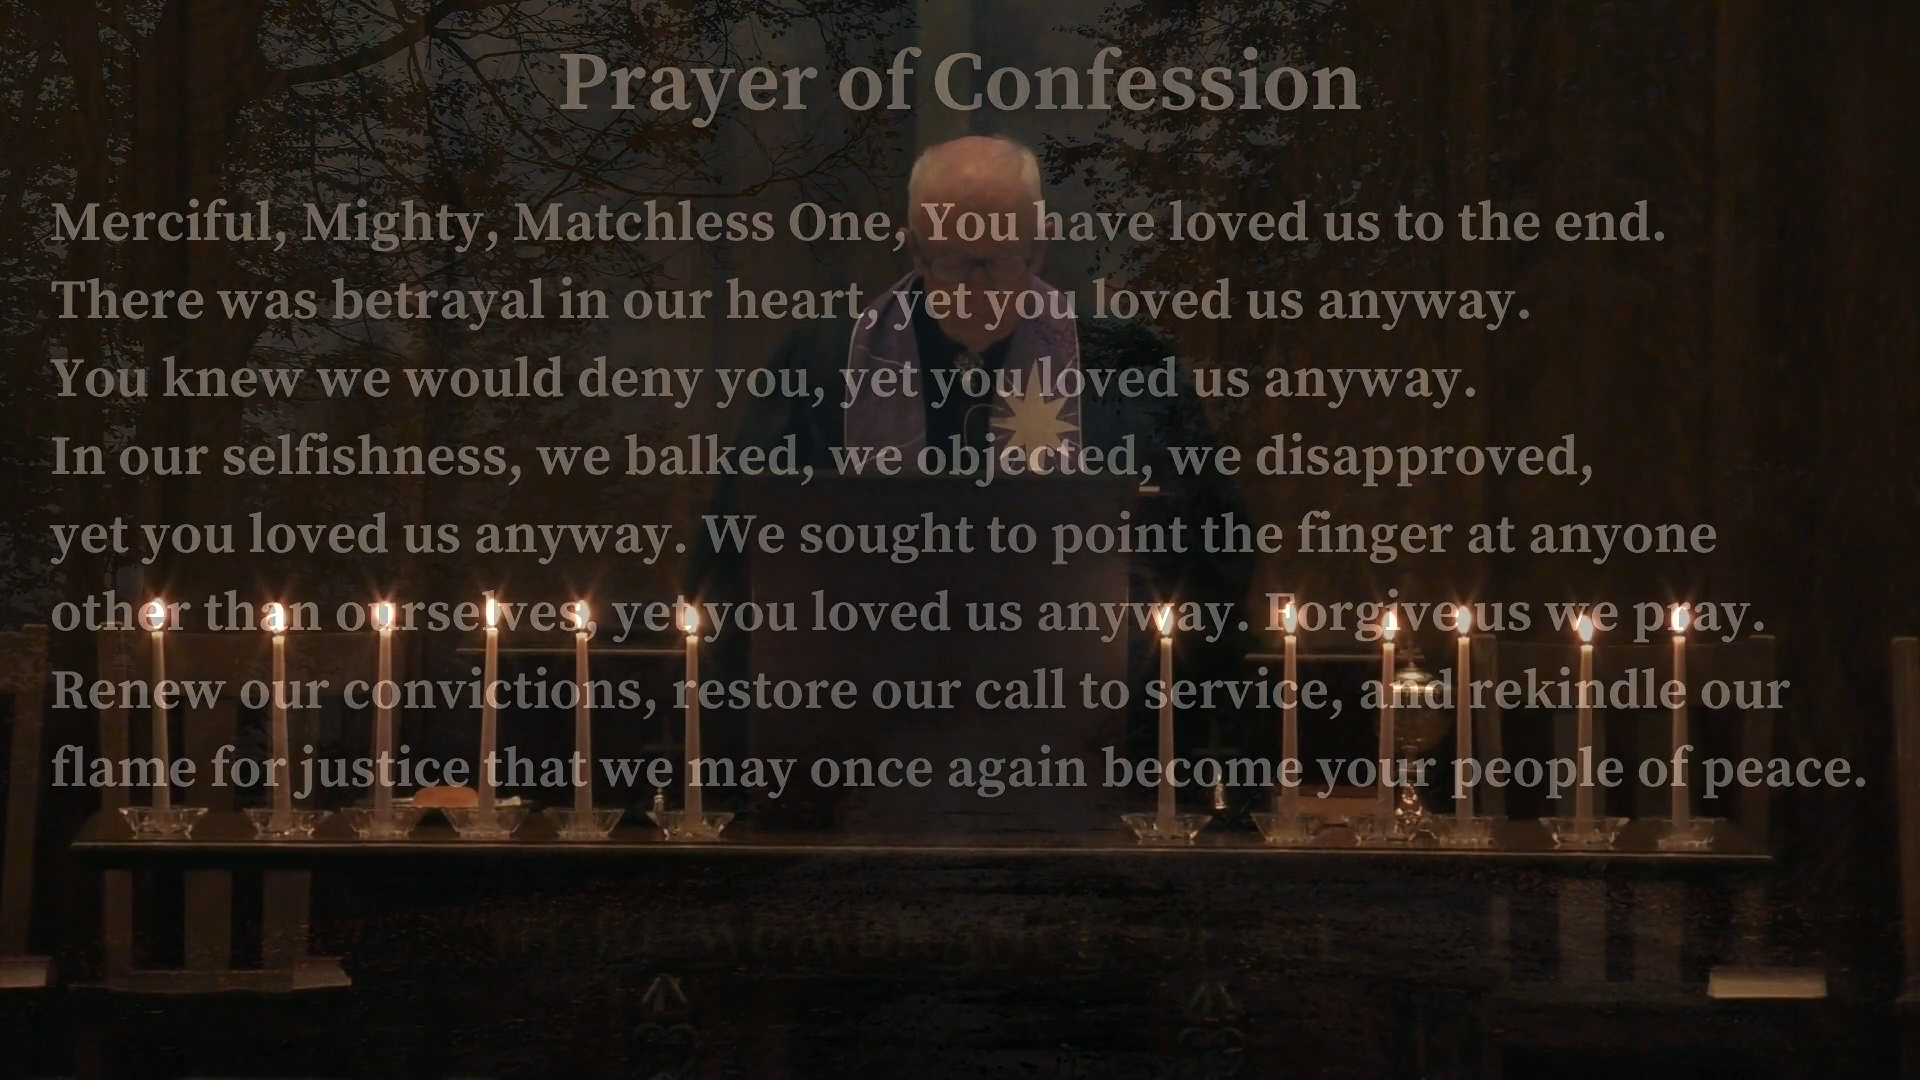 Prayer of Confession
Merciful, Mighty, Matchless One, You have loved us to the end.
There was betrayal in our heart, yet you loved us anyway.
You knew we would deny you, yet you loved us anyway.
In our selfishness, we balked, we objected, we disapproved,
yet you loved us anyway. We sought to point the finger at anyone
other than ourselves, yet you loved us anyway. Forgive us we pray.
Renew our convictions, restore our call to service, and rekindle our
flame for justice that we may once again become your people of peace.